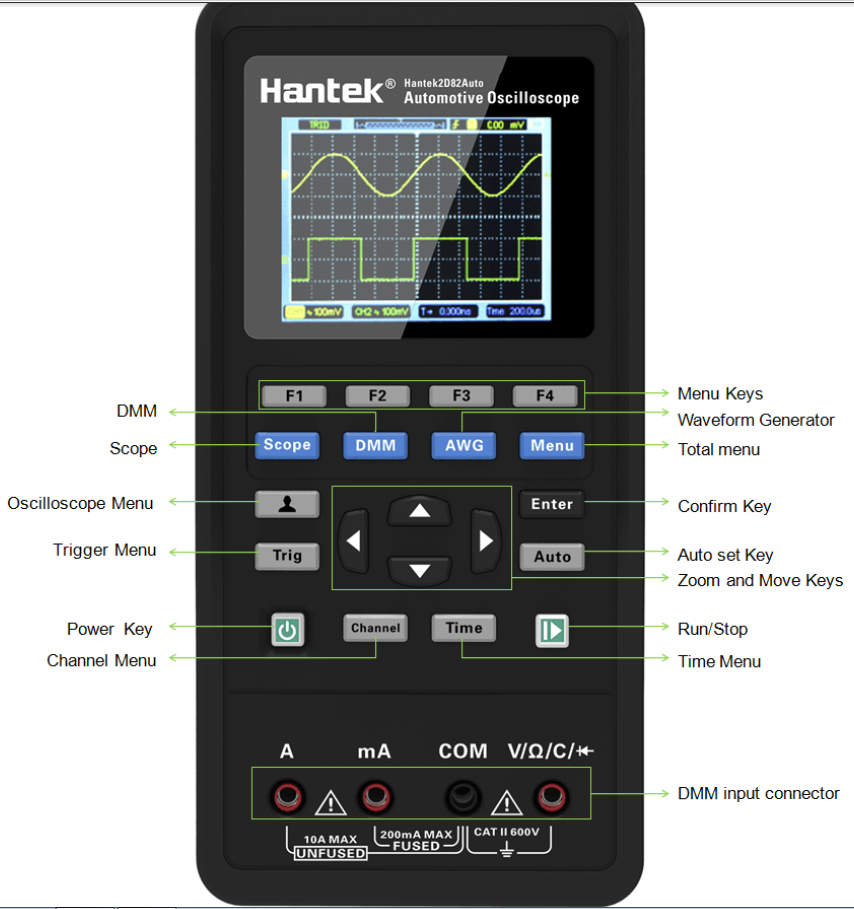 Hantek® Hantek2D82Auto
Automotive Oscilloscope
TRIG 0.00 mV
CH1 ∿ 100mV CH2 ∿ 100mV T→ 0.000ns Time 200.0us
F1 F2 F3 F4
Menu Keys
DMM
Waveform Generator
Scope
Scope DMM AWG Menu
Total menu
Oscilloscope Menu
Enter
Confirm Key
Trigger Menu
Trig
Auto
Auto set Key
Zoom and Move Keys
Power Key
Channel Time
Run/Stop
Channel Menu
Time Menu
A mA COM V/Ω/C/
DMM input connector
10A MAX
UNFUSED
200mA MAX
FUSED
CAT II 600V